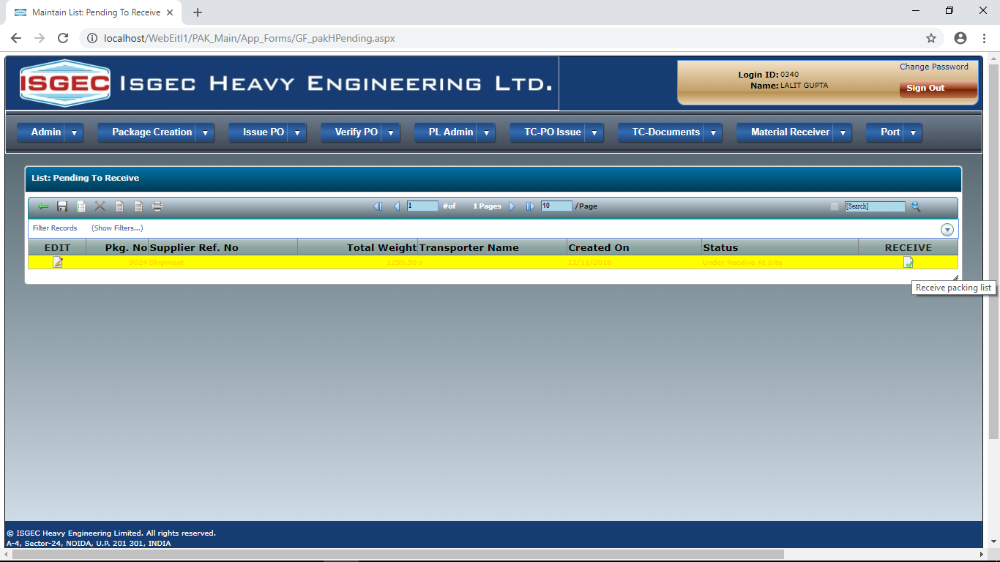 Maintain List: Pending To Receive
localhost/WebEitl1/PAK_Main/App_Forms/GF_pakHPending.aspx
ISGEC ISGEC HEAVY ENGINEERING LTD.
Change Password
Login ID: 0340
Name: LALIT GUPTA
Sign Out
Admin Package Creation Issue PO Verify PO PL Admin TC-PO Issue TC-Documents Material Receiver Port
List: Pending To Receive
1 #of 1 Pages 10 /Page [Search]
Filter Records (Show Filters...)
EDIT Pkg. No Supplier Ref. No Total Weight Transporter Name Created On Status RECEIVE
9024 Shipment 1250.50 s 12/11/2018 Under Receive At Site
Receive packing list
© ISGEC Heavy Engineering Limited. All rights reserved.
A-4, Sector-24, NOIDA, U.P. 201 301, INDIA